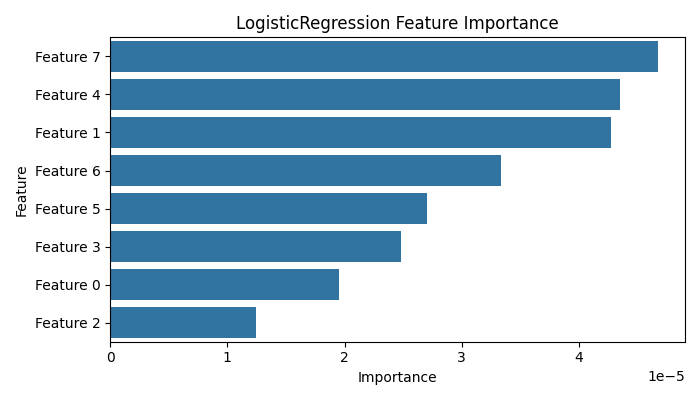 LogisticRegression Feature Importance
Feature 7
Feature 4
Feature 1
Feature 6
Feature 5
Feature 3
Feature 0
Feature 2
Feature
0 1 2 3 4
1e−5
Importance